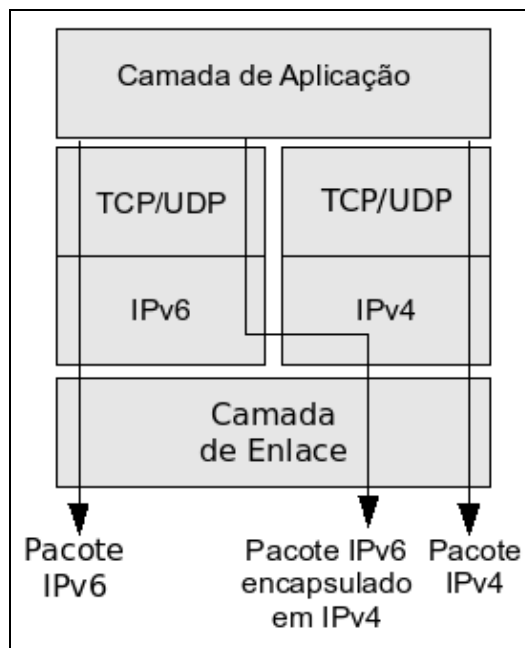 Camada de Aplicação
TCP/UDP
TCP/UDP
IPv6
IPv4
Camada
de Enlace
Pacote
IPv6
Pacote IPv6
encapsulado
em IPv4
Pacote
IPv4